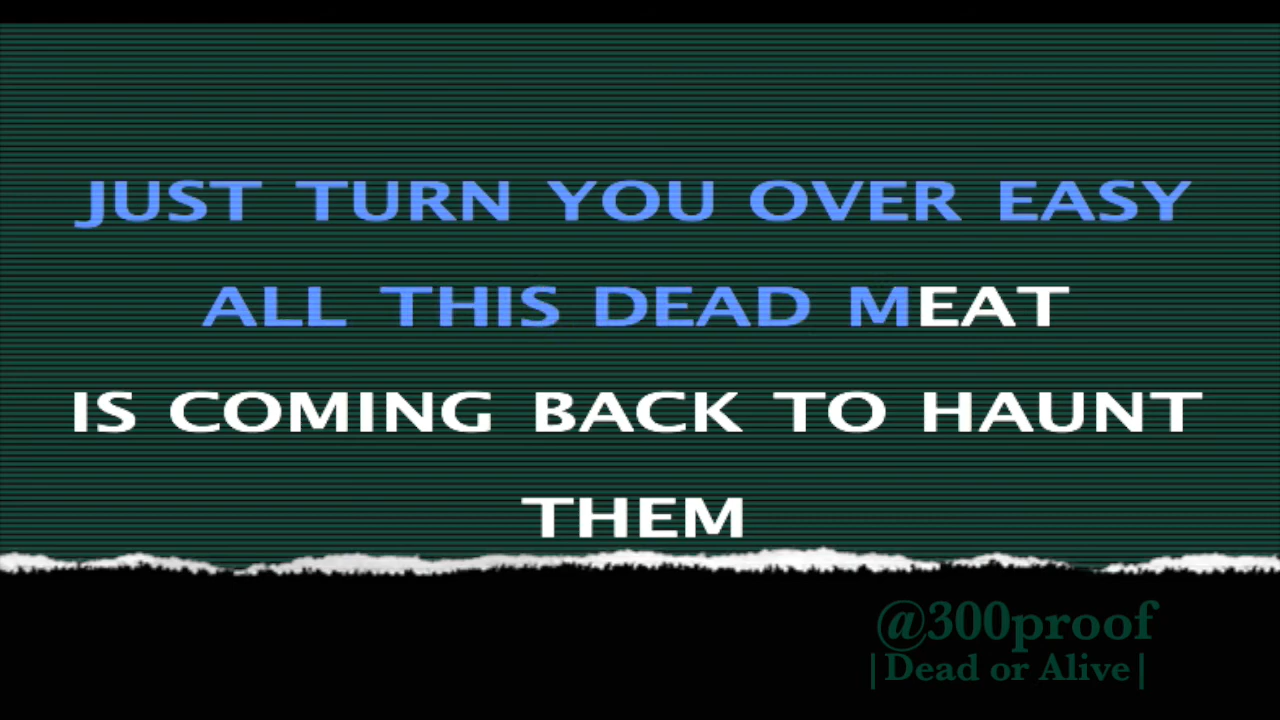 JUST TURN YOU OVER EASY
ALL THIS DEAD MEAT
IS COMING BACK TO HAUNT
THEM
@300proof
|Dead or Alive|